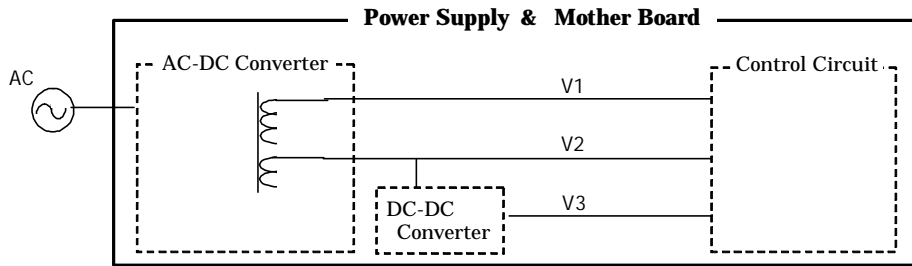 Power Supply & Mother Board
AC-DC Converter
Control Circuit
AC
V1
V2
DC-DC
Converter
V3